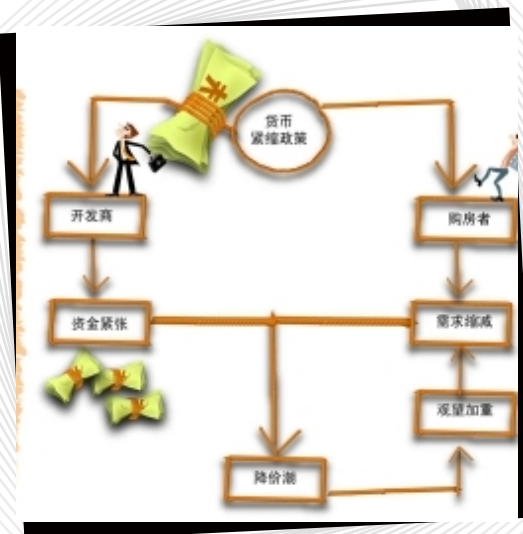 货币
紧缩政策
开发商
购房者
资金紧张
需求缩减
观望加重
降价潮